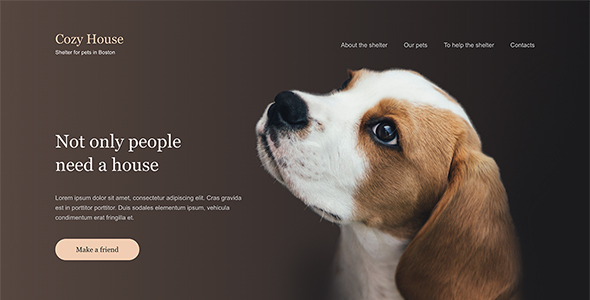 Cozy House
Shelter for pets in Boston
About the shelter
Our pets
To help the shelter
Contacts
Not only people
need a house
Lorem ipsum dolor sit amet, consectetur adipiscing elit. Cras gravida
est in porttitor porttitor. Duis sodales elementum ipsum, vehicula
condimentum erat fringilla et.
Make a friend